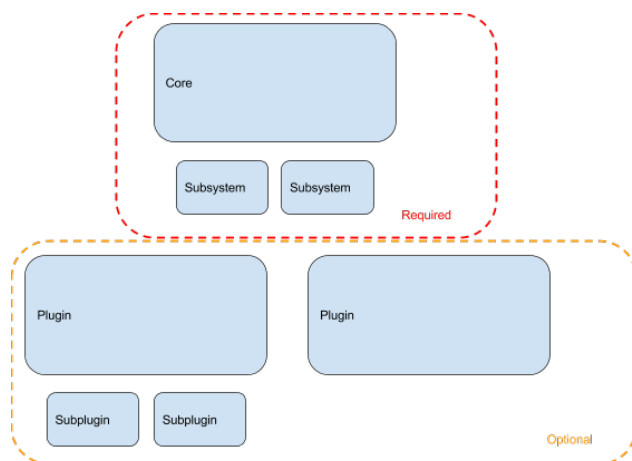 Core
Subsystem
Subsystem
Required
Plugin
Plugin
Subplugin
Subplugin
Optional